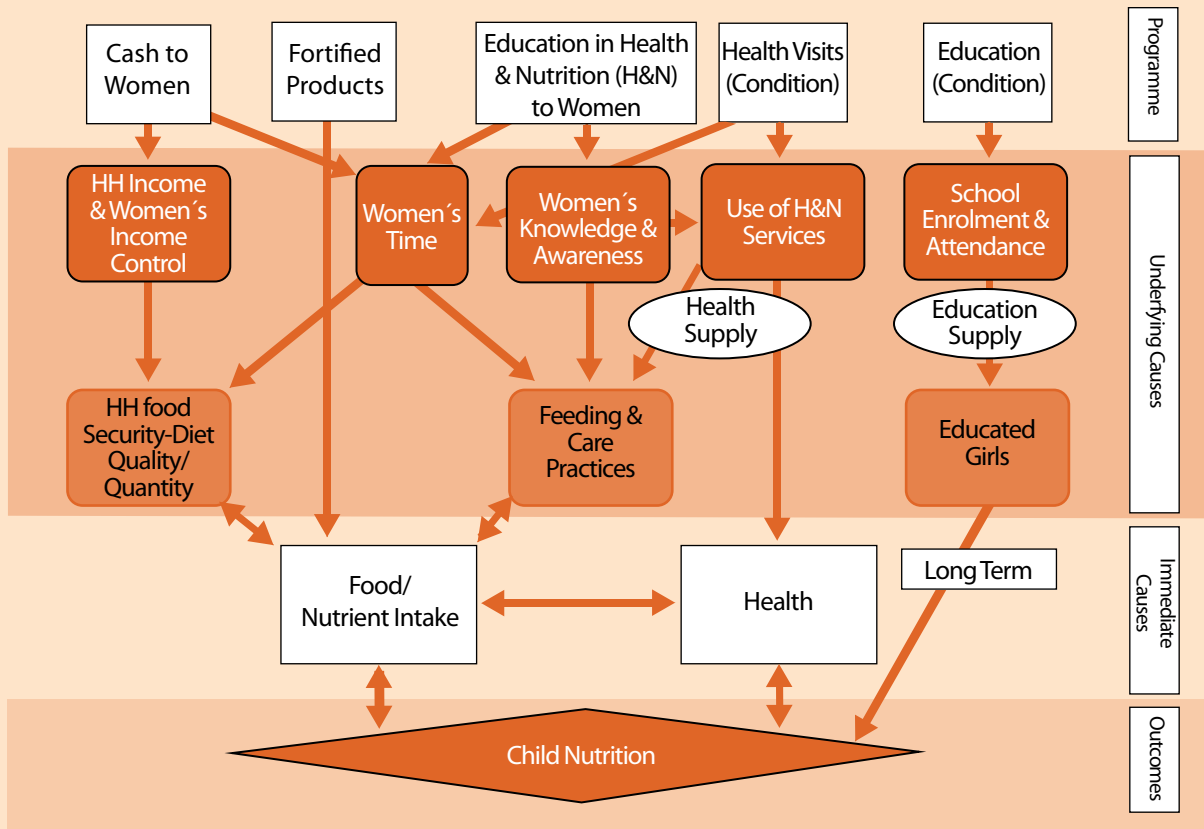 Cash to
Women
Fortified
Products
Education in Health
& Nutrition (H&N)
to Women
Health Visits
(Condition)
Education
(Condition)
Programme
HH Income
& Women´s
Income
Control
Women´s
Time
Women´s
Knowledge &
Awareness
Use of H&N
Services
School
Enrolment &
Attendance
Health
Supply
Education
Supply
Underfying Causes
HH food
Security-Diet
Quality/
Quantity
Feeding &
Care
Practices
Educated
Girls
Food/
Nutrient Intake
Health
Long Term
Immediate
Causes
Child Nutrition
Outcomes